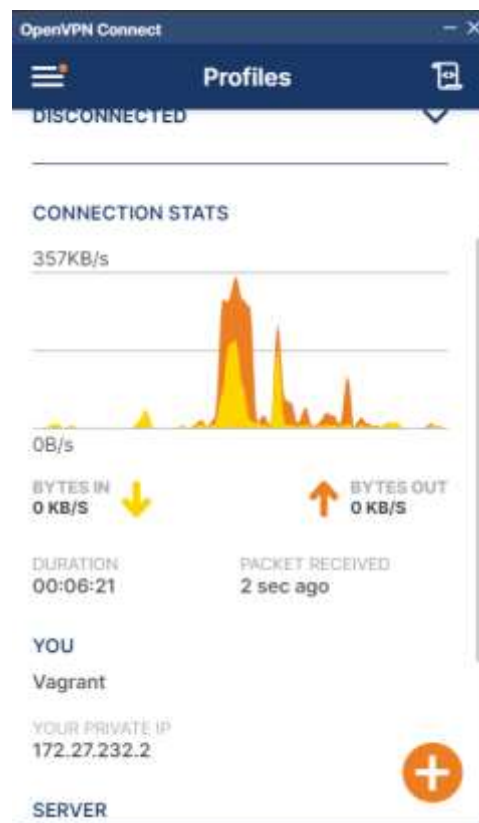 OpenVPN Connect
Profiles
DISCONNECTED
CONNECTION STATS
357KB/s
0B/s
BYTES IN
0 KB/S
BYTES OUT
0 KB/S
DURATION
00:06:21
PACKET RECEIVED
2 sec ago
YOU
Vagrant
YOUR PRIVATE IP
172.27.232.2
SERVER